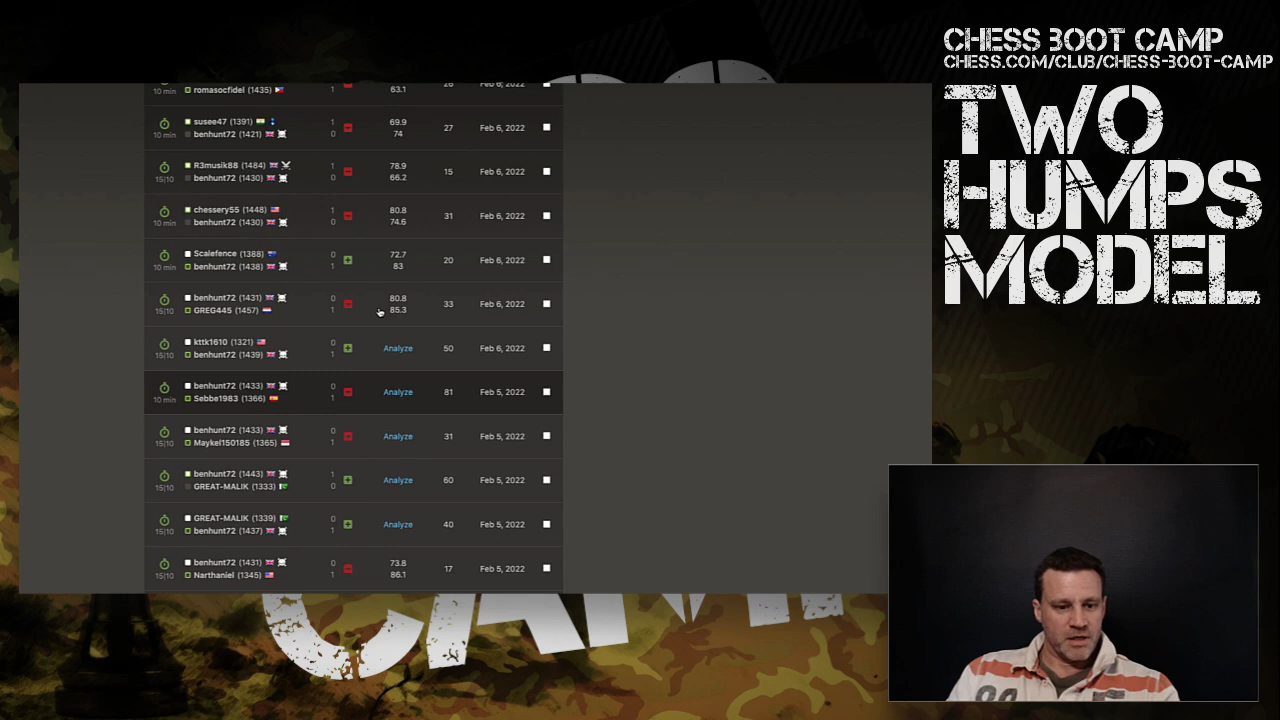 CHESS BOOT CAMP
CHESS.COM/CLUB/CHESS-BOOT-CAMP
TWO
HUMPS
MODEL
10 min romasocfidel (1435) 1 63.1 26 Feb 6, 2022
susee47 (1391) 1 69.9
10 min benhunt72 (1421) 0 74 27 Feb 6, 2022
R3musik88 (1484) 1 78.9
15|10 benhunt72 (1430) 0 66.2 15 Feb 6, 2022
chessery55 (1448) 1 80.8
10 min benhunt72 (1430) 0 74.6 31 Feb 6, 2022
Scalefence (1388) 0 72.7
10 min benhunt72 (1438) 1 83 20 Feb 6, 2022
benhunt72 (1431) 0 80.8
15|10 GREG445 (1457) 1 85.3 33 Feb 6, 2022
kttk1610 (1321) 0
15|10 benhunt72 (1439) 1 Analyze 50 Feb 6, 2022
benhunt72 (1433) 0
10 min Sebbe1983 (1366) 1 Analyze 81 Feb 5, 2022
benhunt72 (1433) 0
15|10 Maykel150185 (1365) 1 Analyze 31 Feb 5, 2022
benhunt72 (1443) 1
15|10 GREAT-MALIK (1333) 0 Analyze 60 Feb 5, 2022
GREAT-MALIK (1339) 0
15|10 benhunt72 (1437) 1 Analyze 40 Feb 5, 2022
benhunt72 (1431) 0 73.8
15|10 Narthaniel (1345) 1 86.1 17 Feb 5, 2022